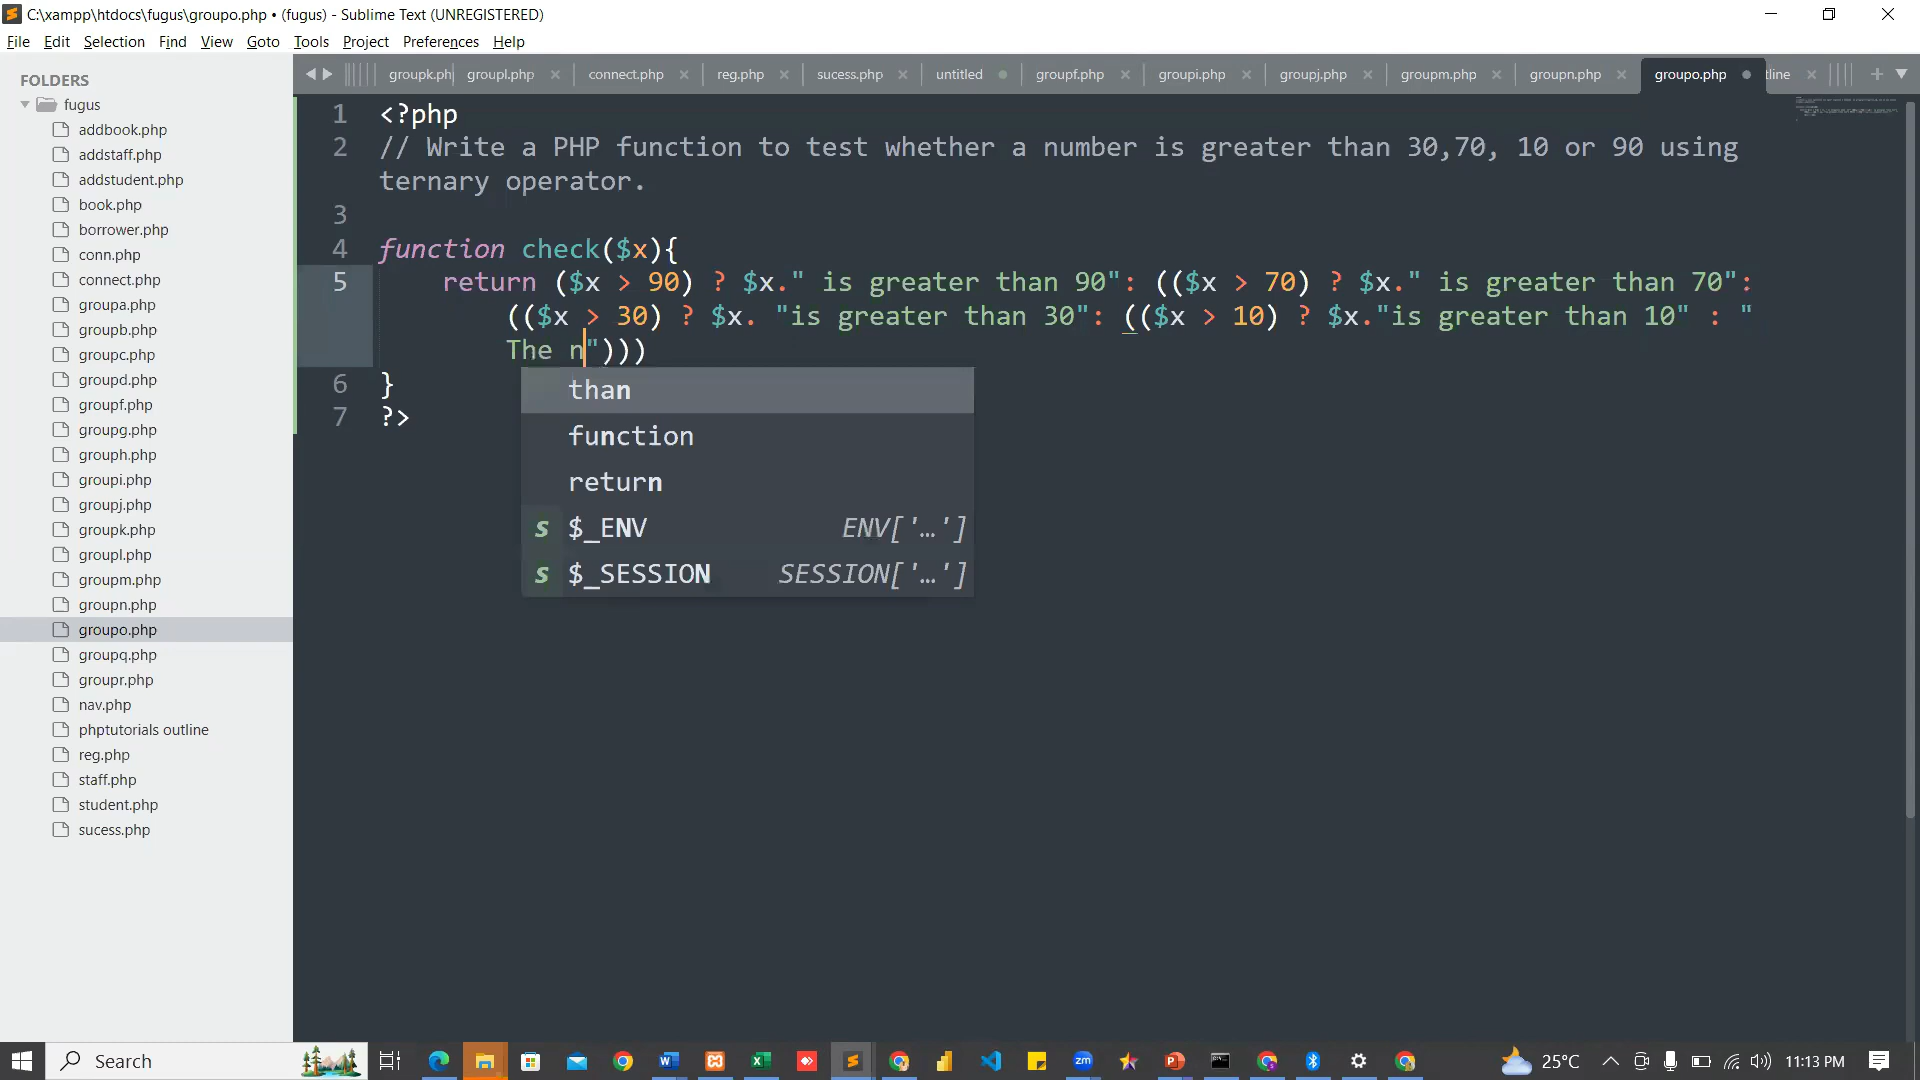 C:\xampp\htdocs\fugus\groupo.php • (fugus) - Sublime Text (UNREGISTERED)
File Edit Selection Find View Goto Tools Project Preferences Help
FOLDERS
fugus
addbook.php
addstaff.php
addstudent.php
book.php
borrower.php
conn.php
connect.php
groupa.php
groupb.php
groupc.php
groupd.php
groupf.php
groupg.php
grouph.php
groupi.php
groupj.php
groupk.php
groupl.php
groupm.php
groupn.php
groupo.php
groupq.php
groupr.php
nav.php
phptutorials outline
reg.php
staff.php
student.php
sucess.php
groupk.ph groupl.php connect.php reg.php sucess.php untitled groupf.php groupi.php groupj.php groupm.php groupn.php groupo.php tline
1 <?php
2 // Write a PHP function to test whether a number is greater than 30,70, 10 or 90 using
ternary operator.
3
4 function check($x){
5 return ($x > 90) ? $x." is greater than 90": (($x > 70) ? $x." is greater than 70":
(($x > 30) ? $x. "is greater than 30": (($x > 10) ? $x."is greater than 10" : "
The n")))
6 }
7 ?>
than
function
return
s $_ENV ENV['…']
s $_SESSION SESSION['…']
Search
25°C
11:13 PM